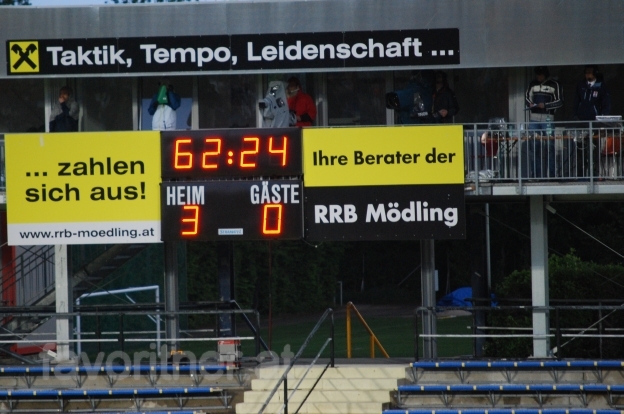 Taktik, Tempo, Leidenschaft ...
... zahlen
sich aus!
www.rrb-moedling.at
62:24
HEIM GÄSTE
3 0
Ihre Berater der
RRB Mödling
favoritner.at